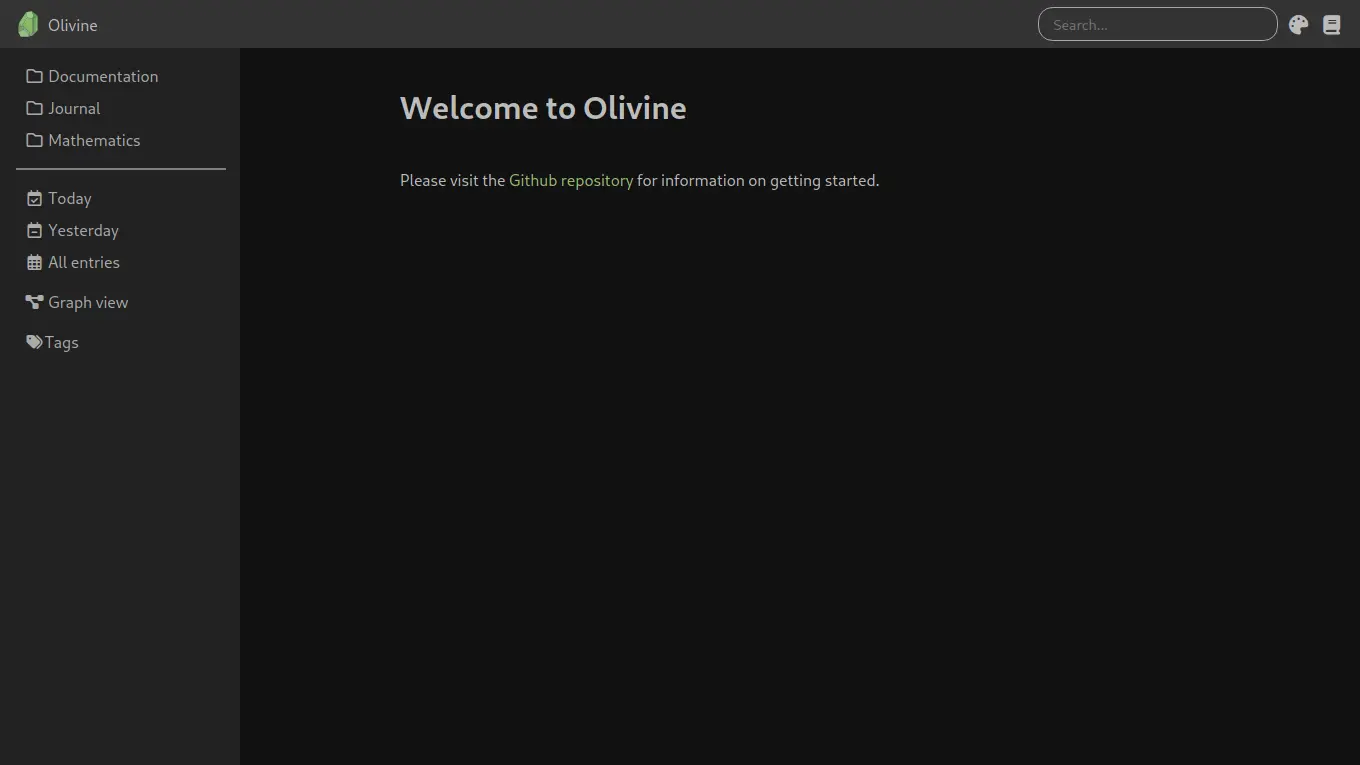 Olivine
Search...
Documentation
Journal
Mathematics
Today
Yesterday
All entries
Graph view
Tags
Welcome to Olivine
Please visit the Github repository for information on getting started.